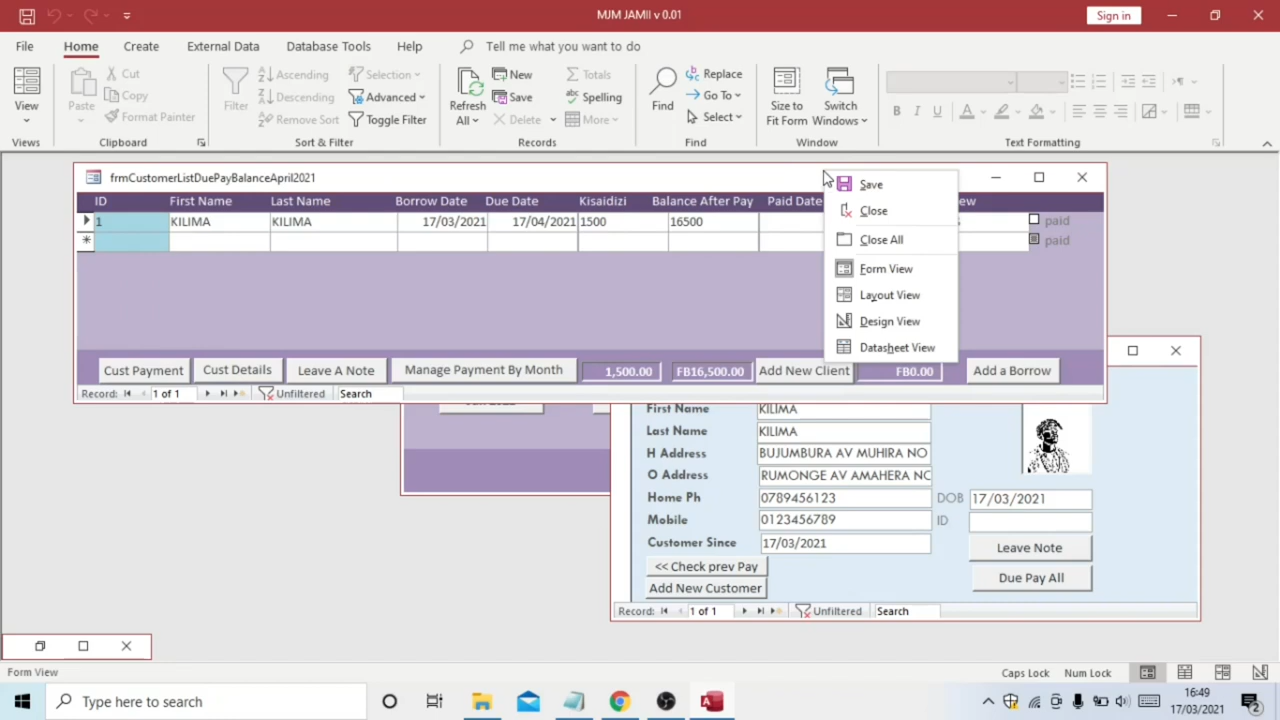 MJM JAMII v 0.01
Sign in
File Home Create External Data Database Tools Help Tell me what you want to do
View
Paste
Cut
Copy
Format Painter
Filter
Ascending
Descending
Remove Sort
Selection
Advanced
Toggle Filter
Refresh All
New
Save
Delete
Totals
Spelling
More
Find
Replace
Go To
Select
Size to Fit Form
Switch Windows
B I U
Views Clipboard Sort & Filter Records Find Window Text Formatting
frmCustomerListDuePayBalanceApril2021
ID First Name Last Name Borrow Date Due Date Kisaidizi Balance After Pay Paid Date
1 KILIMA KILIMA 17/03/2021 17/04/2021 1500 16500 paid
paid
Save
Close
Close All
Form View
Layout View
Design View
Datasheet View
Cust Payment Cust Details Leave A Note Manage Payment By Month 1,500.00 FB16,500.00 Add New Client FB0.00 Add a Borrow
Record: 1 of 1 Unfiltered Search
First Name KILIMA
Last Name KILIMA
H Address BUJUMBURA AV MUHIRA NO
O Address RUMONGE AV AMAHERA NO
Home Ph 0789456123 DOB 17/03/2021
Mobile 0123456789 ID
Customer Since 17/03/2021 Leave Note
<< Check prev Pay Due Pay All
Add New Customer
Record: 1 of 1 Unfiltered Search
Form View Caps Lock Num Lock
Type here to search
16:49
17/03/2021
2